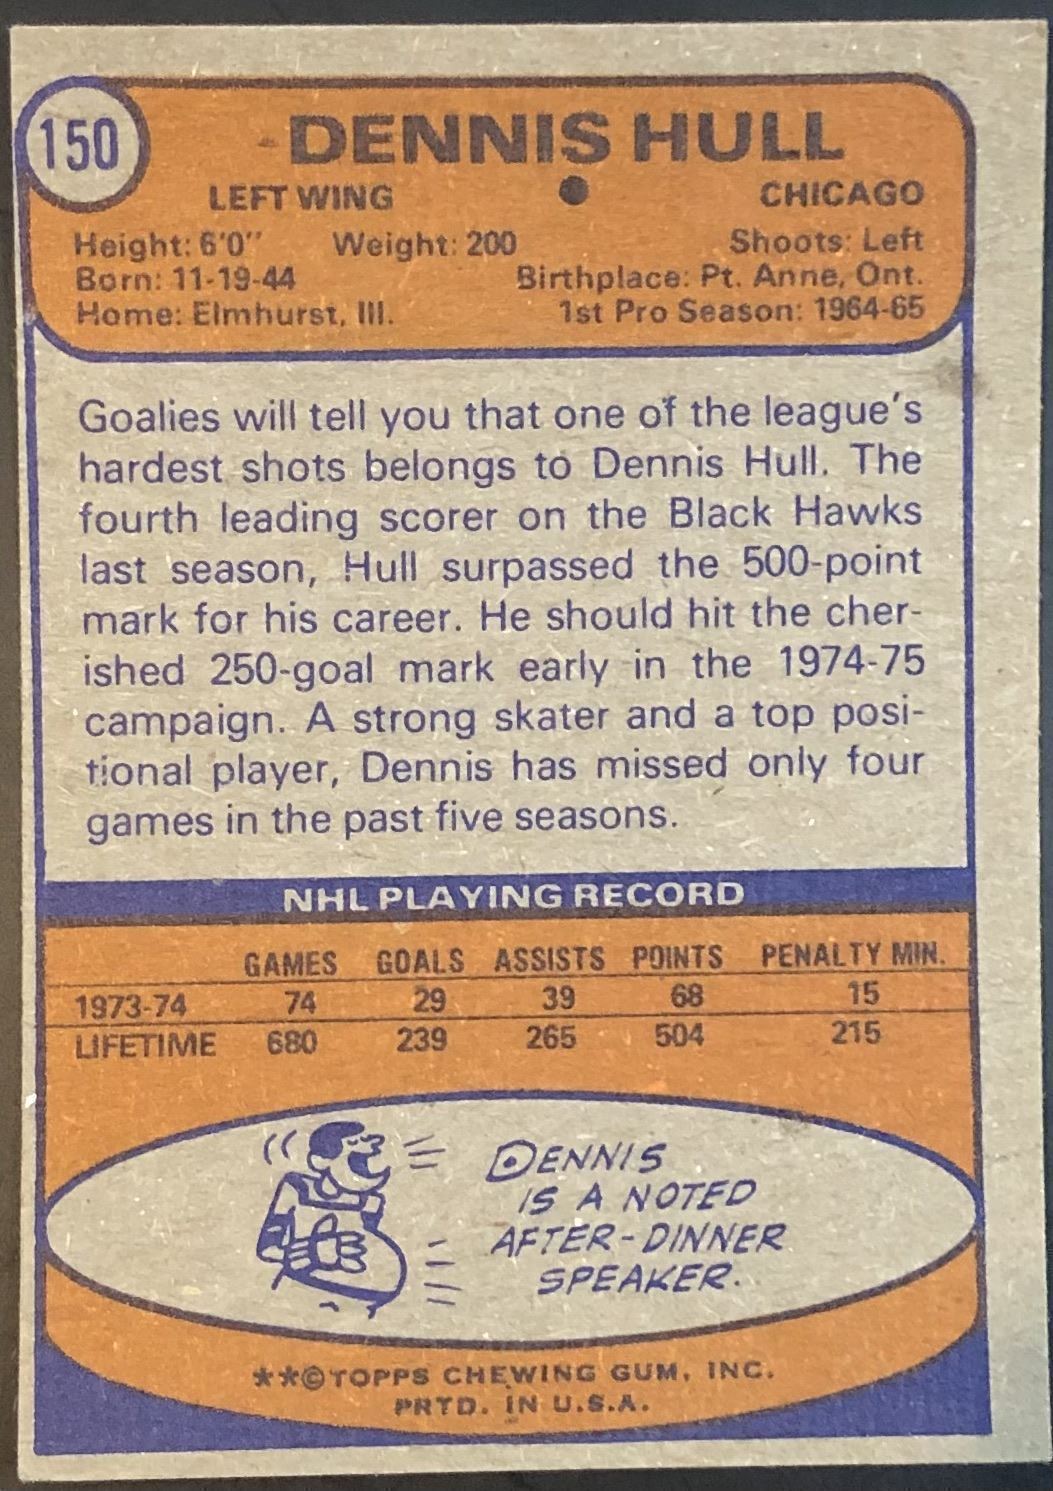 150
DENNIS HULL
LEFT WING CHICAGO
Height: 6'0" Weight: 200 Shoots: Left
Born: 11-19-44 Birthplace: Pt. Anne, Ont.
Home: Elmhurst, Ill. 1st Pro Season: 1964-65
Goalies will tell you that one of the league's
hardest shots belongs to Dennis Hull. The
fourth leading scorer on the Black Hawks
last season, Hull surpassed the 500-point
mark for his career. He should hit the cher-
ished 250-goal mark early in the 1974-75
campaign. A strong skater and a top posi-
tional player, Dennis has missed only four
games in the past five seasons.
NHL PLAYING RECORD
GAMES GOALS ASSISTS POINTS PENALTY MIN.
1973-74 74 29 39 68 15
LIFETIME 680 239 265 504 215
DENNIS
IS A NOTED
AFTER-DINNER
SPEAKER.
**©TOPPS CHEWING GUM, INC.
PRTD. IN U.S.A.